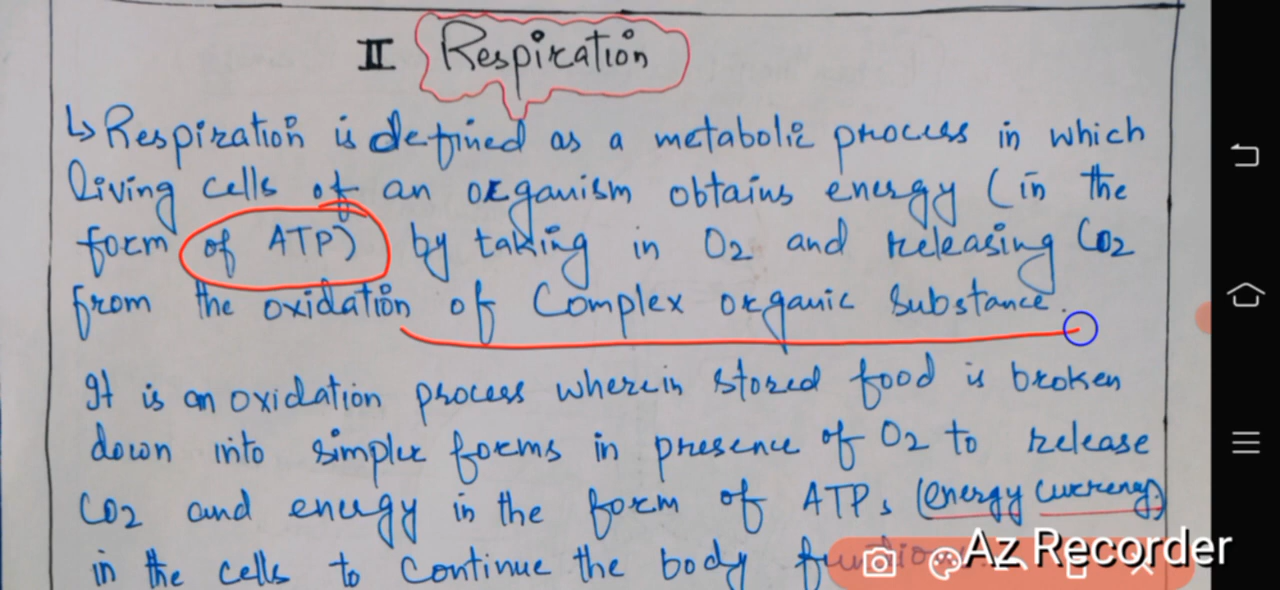 II Respiration
↳ Respiration is defined as a metabolic process in which
living cells of an organism obtains energy (in the
form of ATP) by taking in O2 and releasing CO2
from the oxidation of Complex organic substance.
It is an oxidation process wherein stored food is broken
down into simpler forms in presence of O2 to release
CO2 and energy in the form of ATPs (energy currency)
in the cells to continue the body
Az Recorder